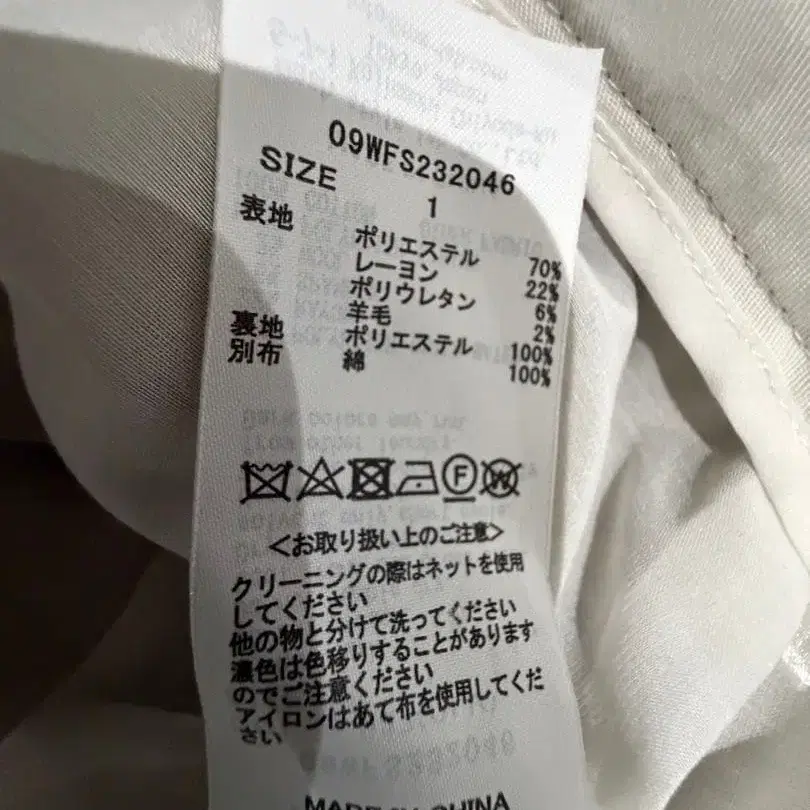 09WFS232046
SIZE 1
表地 ポリエステル 70%
レーヨン 22%
ポリウレタン 6%
羊毛 2%
裏地 ポリエステル 100%
別布 綿 100%
F W
<お取り扱い上のご注意>
クリーニングの際はネットを使用
してください
他の物と分けて洗ってください
濃色は色移りすることがあります
のでご注意ください
アイロンはあて布を使用してくだ
さい
MADE IN CHINA